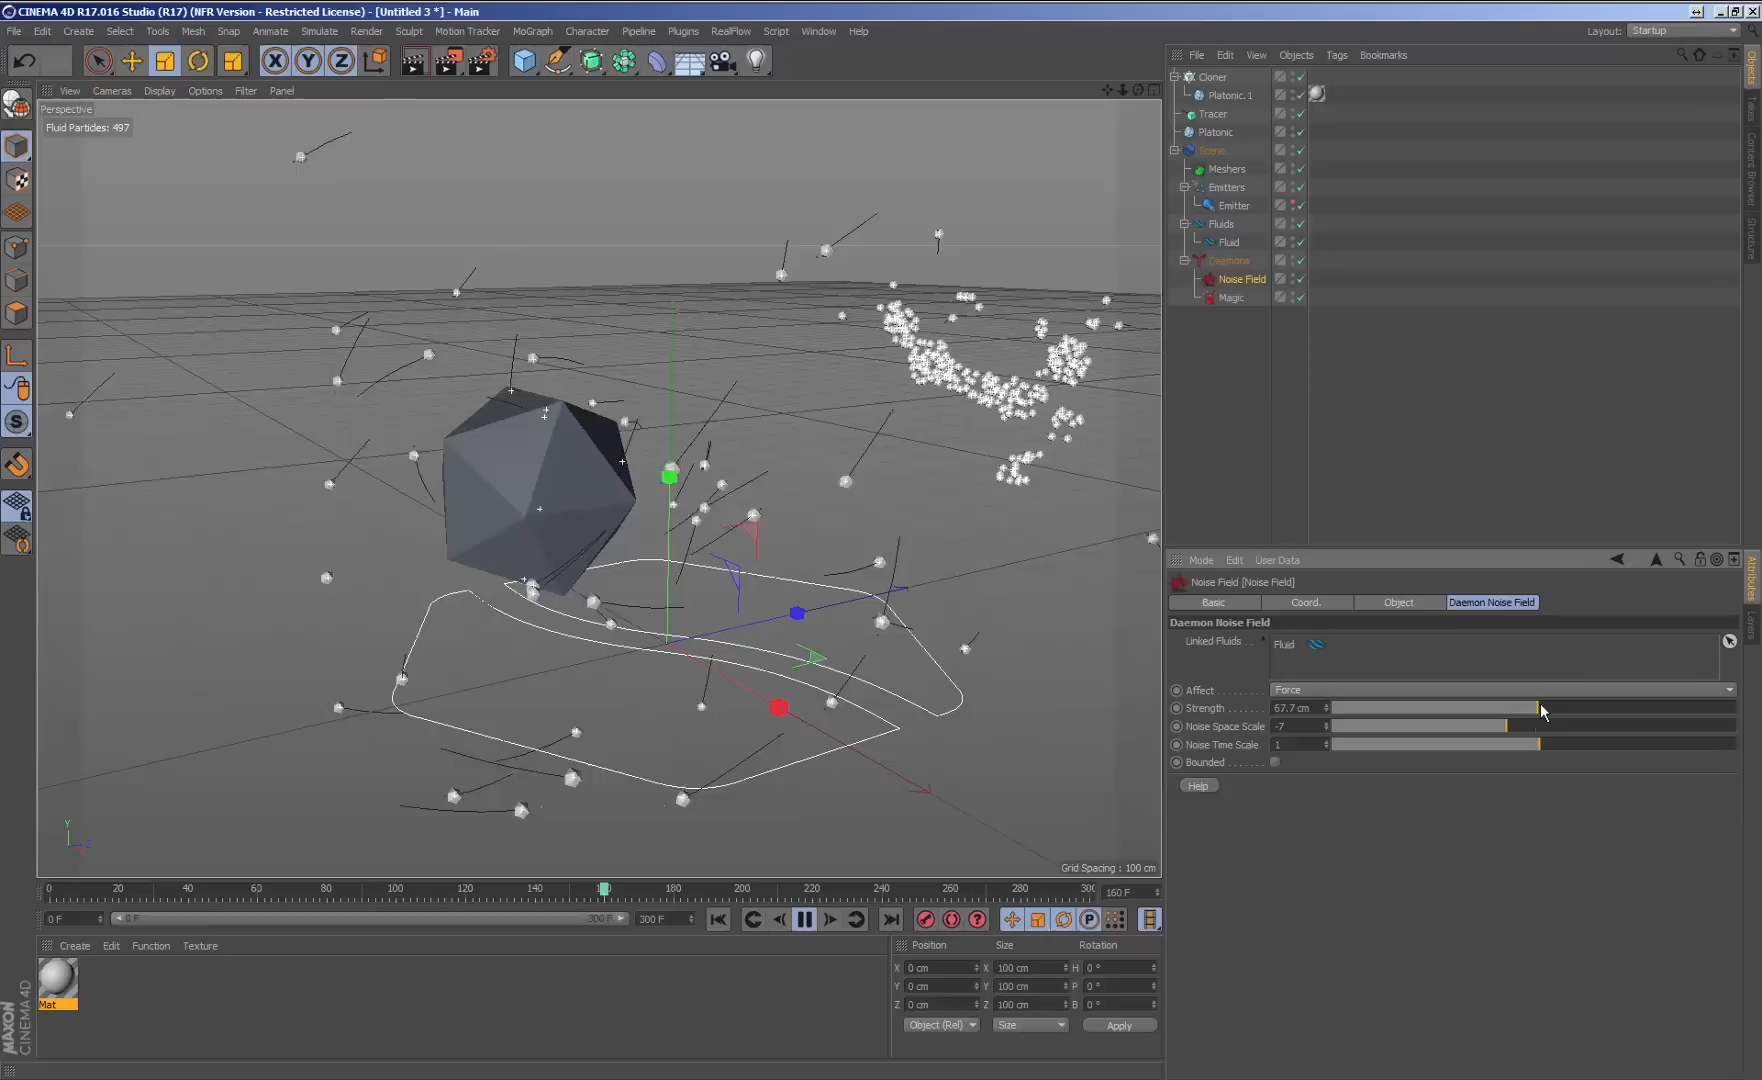 CINEMA 4D R17.016 Studio (R17) (NFR Version - Restricted License) - [Untitled 3 *] - Main
File Edit Create Select Tools Mesh Snap Animate Simulate Render Sculpt Motion Tracker MoGraph Character Pipeline Plugins RealFlow Script Window Help
Layout: Startup
View Cameras Display Options Filter Panel
Perspective
Fluid Particles: 497
Grid Spacing : 100 cm
Y
Z
File Edit View Objects Tags Bookmarks
Cloner
Platonic.1
Tracer
Platonic
Scene
Meshers
Emitters
Emitter
Fluids
Fluid
Daemons
Noise Field
Magic
Objects
Takes
Content Browser
Structure
Mode Edit User Data
Noise Field [Noise Field]
Basic Coord. Object Daemon Noise Field
Daemon Noise Field
Linked Fluids . . Fluid
Affect . . . . . . . . Force
Strength . . . . . . 67.7 cm
Noise Space Scale -7
Noise Time Scale 1
Bounded . . . . . .
Help
Attributes
Layers
0 20 40 60 80 100 120 140 180 200 220 240 260 280 30 160 F
0 F 0 F 300 F 300 F
Create Edit Function Texture
Mat
Position Size Rotation
X 0 cm X 100 cm H 0 °
Y 0 cm Y 100 cm P 0 °
Z 0 cm Z 100 cm B 0 °
Object (Rel) Size Apply
MAXON
CINEMA 4D